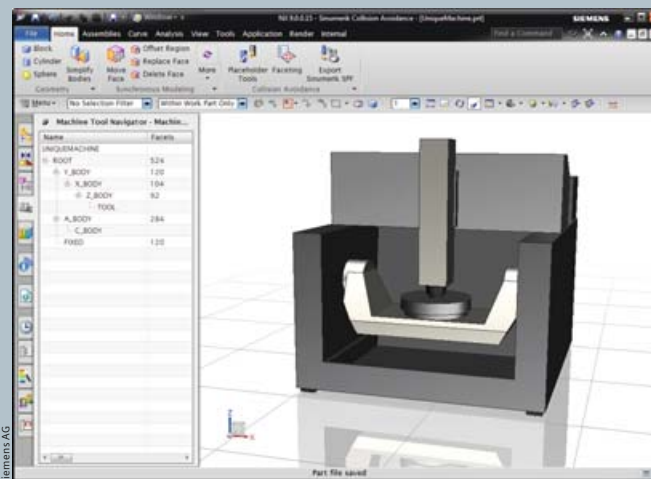 NX 9.0.0.25 - Sinumerik Collision Avoidance - [UniqueMachine.prt]
SIEMENS
File Home Assemblies Curve Analysis View Tools Application Render Internal
Find a Command
Block
Cylinder
Sphere
Simplify Bodies
Geometry
Move Face
Offset Region
Replace Face
Delete Face
More
Synchronous Modeling
Placeholder Tools
Faceting
Export Sinumerik SPF
Collision Avoidance
Menu
No Selection Filter
Within Work Part Only
Machine Tool Navigator - Machin...
Name Facets
UNIQUEMACHINE
ROOT 524
Y_BODY 120
X_BODY 104
Z_BODY 92
TOOL
A_BODY 284
C_BODY
FIXED 120
Part file saved
iemens AG